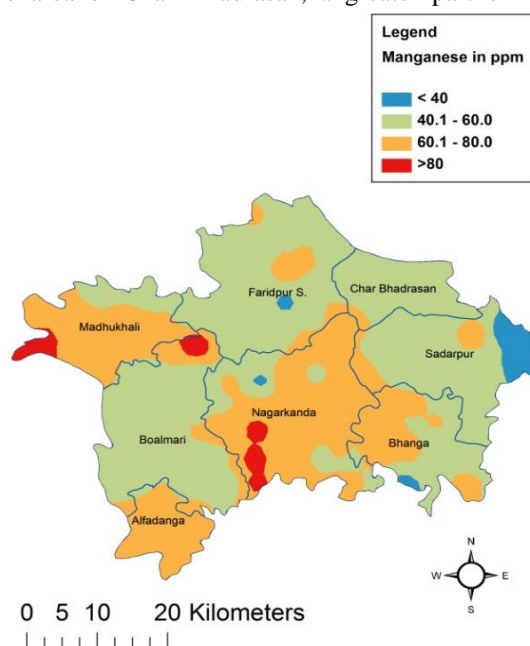 Legend
Manganese in ppm
< 40
40.1 - 60.0
60.1 - 80.0
>80
Faridpur S.
Char Bhadrasan
Madhukhali
Sadarpur
Nagarkanda
Boalmari
Bhanga
Alfadanga
N
W E
S
0 5 10 20 Kilometers